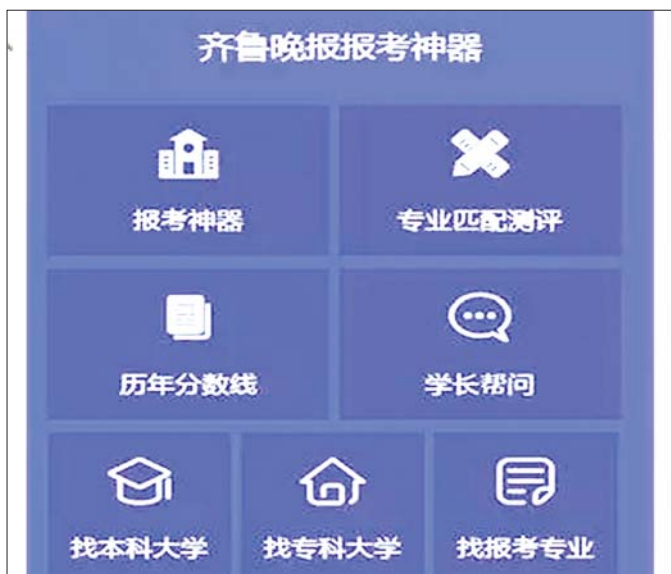 齐鲁晚报报考神器
报考神器
专业匹配测评
历年分数线
学长帮问
找本科大学
找专科大学
找报考专业